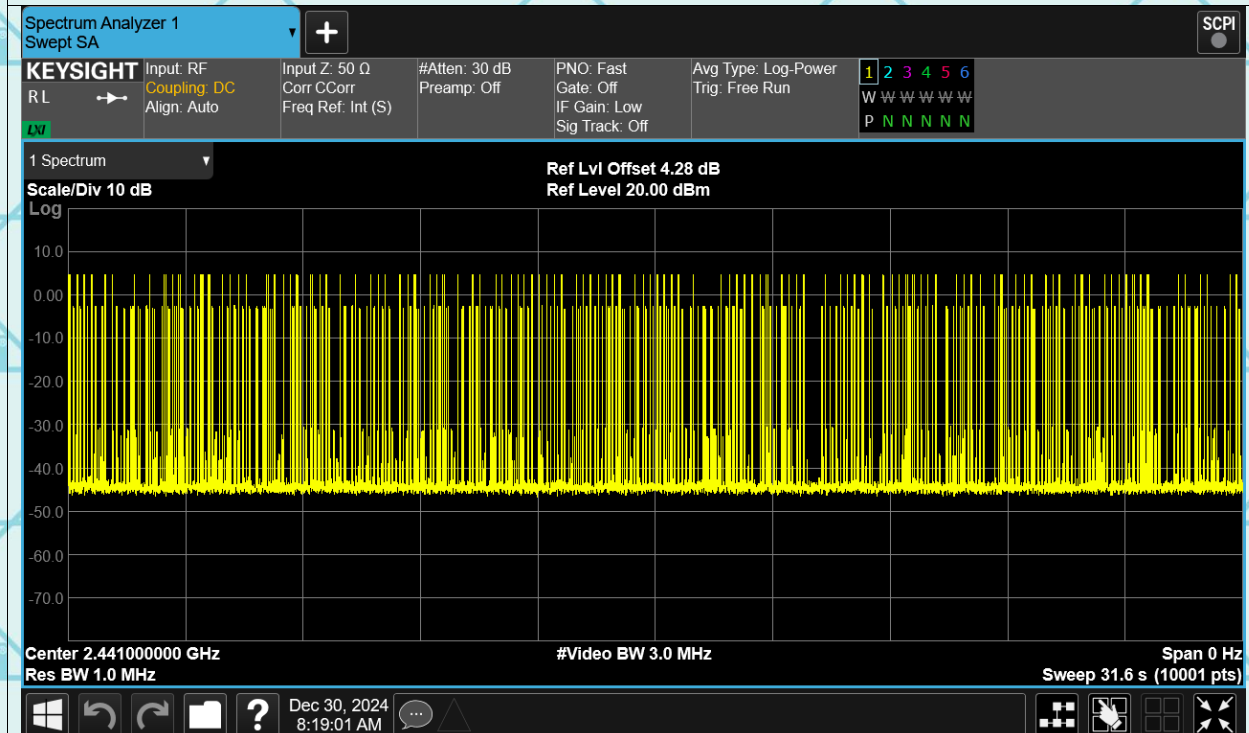 Spectrum Analyzer 1
Swept SA
+
SCPI
KEYSIGHT
RL
LXI
Input: RF
Coupling: DC
Align: Auto
Input Z: 50 Ω
Corr CCorr
Freq Ref: Int (S)
#Atten: 30 dB
Preamp: Off
PNO: Fast
Gate: Off
IF Gain: Low
Sig Track: Off
Avg Type: Log-Power
Trig: Free Run
1 2 3 4 5 6
W W W W W W
P N N N N N
1 Spectrum
Scale/Div 10 dB
Ref Lvl Offset 4.28 dB
Ref Level 20.00 dBm
Log
10.0
0.00
-10.0
-20.0
-30.0
-40.0
-50.0
-60.0
-70.0
Center 2.441000000 GHz
#Video BW 3.0 MHz
Span 0 Hz
Res BW 1.0 MHz
Sweep 31.6 s (10001 pts)
?
Dec 30, 2024
8:19:01 AM